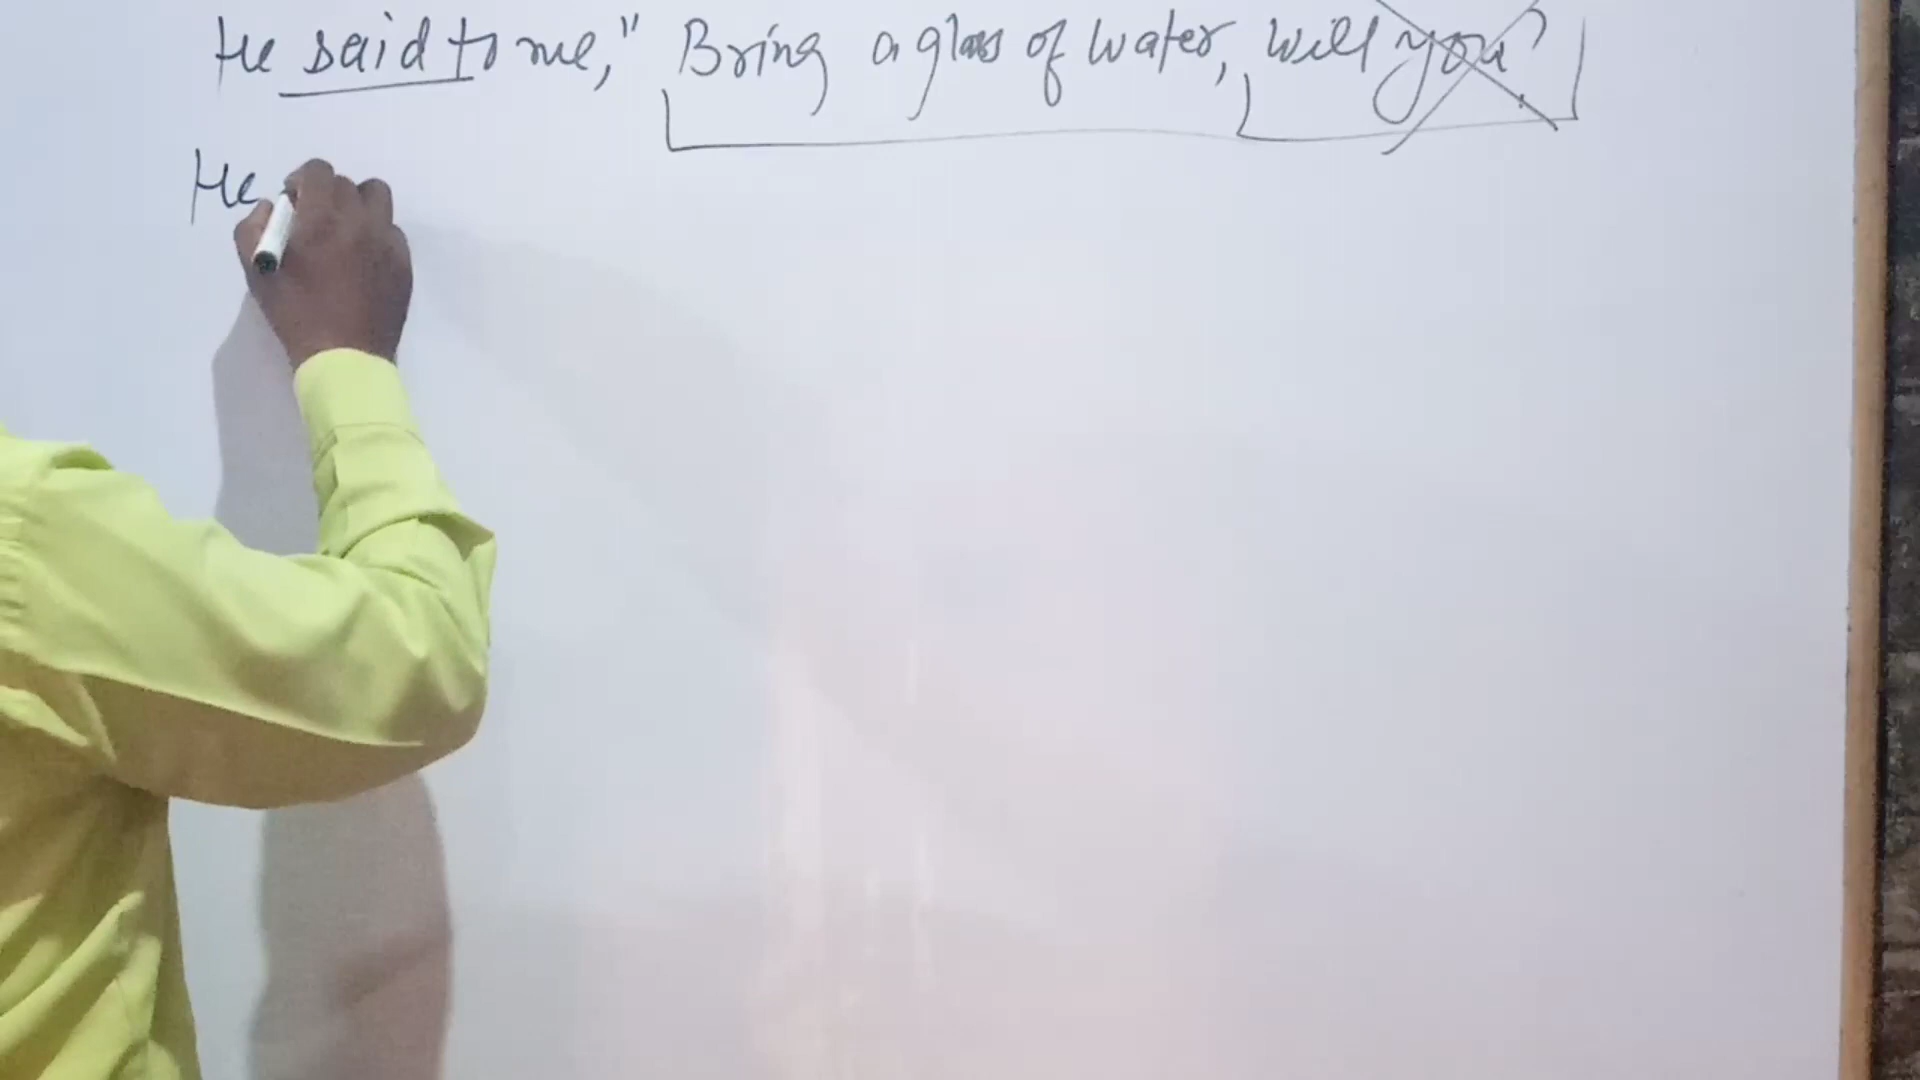 He said to me," Bring a glass of water, will you?
He